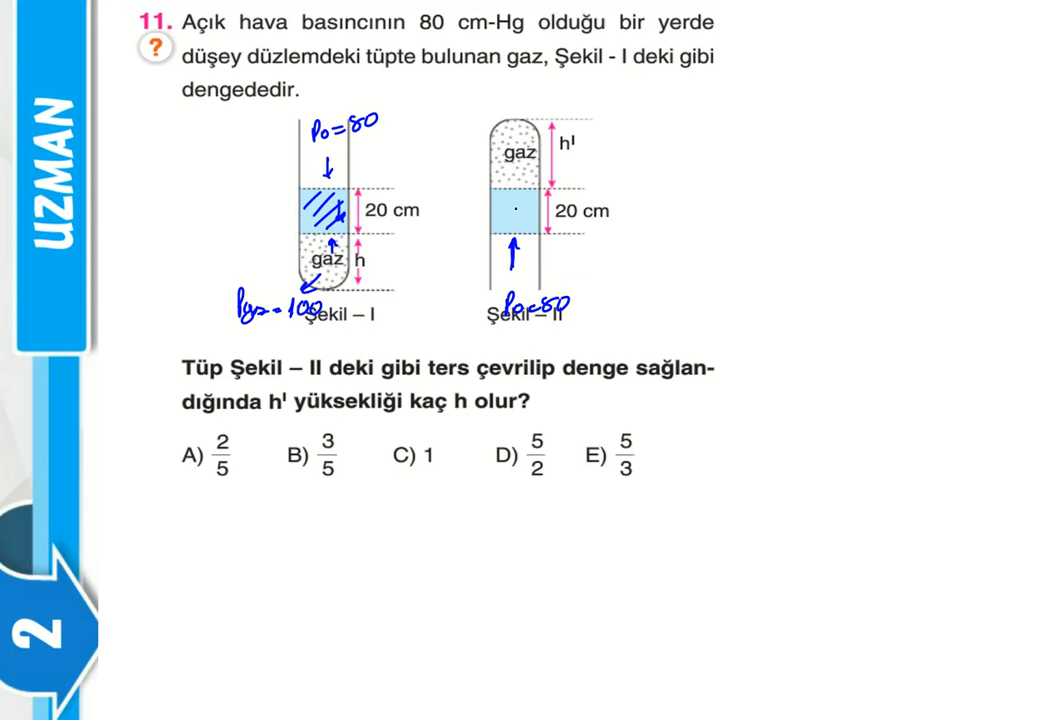 UZMAN
2
11. Açık hava basıncının 80 cm-Hg olduğu bir yerde
? düşey düzlemdeki tüpte bulunan gaz, Şekil - I deki gibi
dengededir.
P₀=80
gaz
hᴵ
20 cm
20 cm
gaz h
Pgaz=100
P₀=80
Şekil – I
Şekil – II
Tüp Şekil – II deki gibi ters çevrilip denge sağlan-
dığında hᴵ yüksekliği kaç h olur?
A) 2/5 B) 3/5 C) 1 D) 5/2 E) 5/3